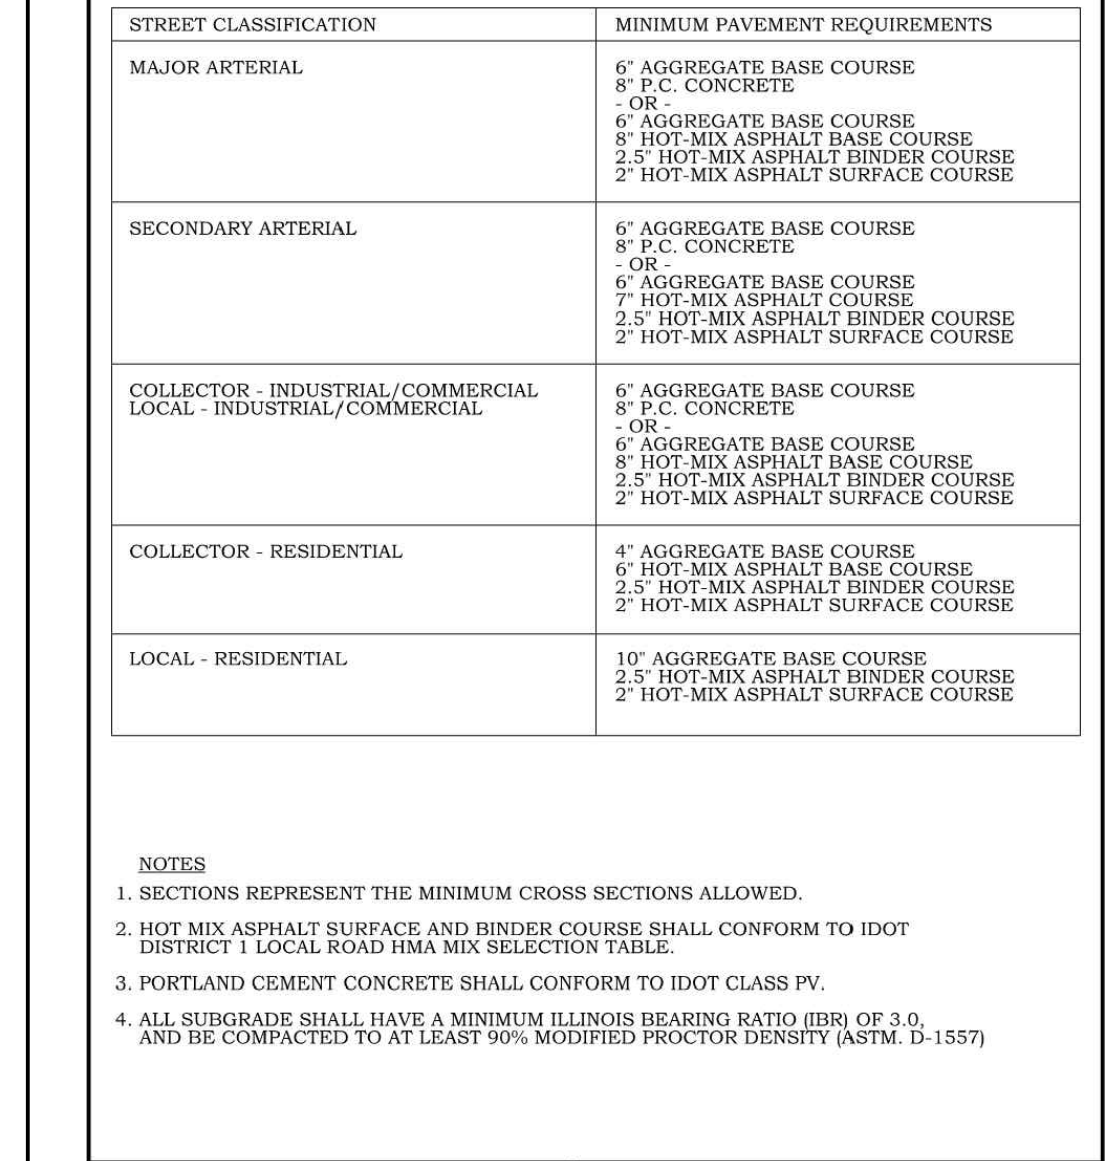 STREET CLASSIFICATION
MINIMUM PAVEMENT REQUIREMENTS
MAJOR ARTERIAL
6" AGGREGATE BASE COURSE
8" P.C. CONCRETE
- OR -
6" AGGREGATE BASE COURSE
8" HOT-MIX ASPHALT BASE COURSE
2.5" HOT-MIX ASPHALT BINDER COURSE
2" HOT-MIX ASPHALT SURFACE COURSE
SECONDARY ARTERIAL
6" AGGREGATE BASE COURSE
8" P.C. CONCRETE
- OR -
6" AGGREGATE BASE COURSE
7" HOT-MIX ASPHALT COURSE
2.5" HOT-MIX ASPHALT BINDER COURSE
2" HOT-MIX ASPHALT SURFACE COURSE
COLLECTOR - INDUSTRIAL/COMMERCIAL
LOCAL - INDUSTRIAL/COMMERCIAL
6" AGGREGATE BASE COURSE
8" P.C. CONCRETE
- OR -
6" AGGREGATE BASE COURSE
8" HOT-MIX ASPHALT BASE COURSE
2.5" HOT-MIX ASPHALT BINDER COURSE
2" HOT-MIX ASPHALT SURFACE COURSE
COLLECTOR - RESIDENTIAL
4" AGGREGATE BASE COURSE
6" HOT-MIX ASPHALT BASE COURSE
2.5" HOT-MIX ASPHALT BINDER COURSE
2" HOT-MIX ASPHALT SURFACE COURSE
LOCAL - RESIDENTIAL
10" AGGREGATE BASE COURSE
2.5" HOT-MIX ASPHALT BINDER COURSE
2" HOT-MIX ASPHALT SURFACE COURSE
NOTES
1. SECTIONS REPRESENT THE MINIMUM CROSS SECTIONS ALLOWED.
2. HOT MIX ASPHALT SURFACE AND BINDER COURSE SHALL CONFORM TO IDOT
DISTRICT 1 LOCAL ROAD HMA MIX SELECTION TABLE.
3. PORTLAND CEMENT CONCRETE SHALL CONFORM TO IDOT CLASS PV.
4. ALL SUBGRADE SHALL HAVE A MINIMUM ILLINOIS BEARING RATIO (IBR) OF 3.0,
AND BE COMPACTED TO AT LEAST 90% MODIFIED PROCTOR DENSITY (ASTM. D-1557)